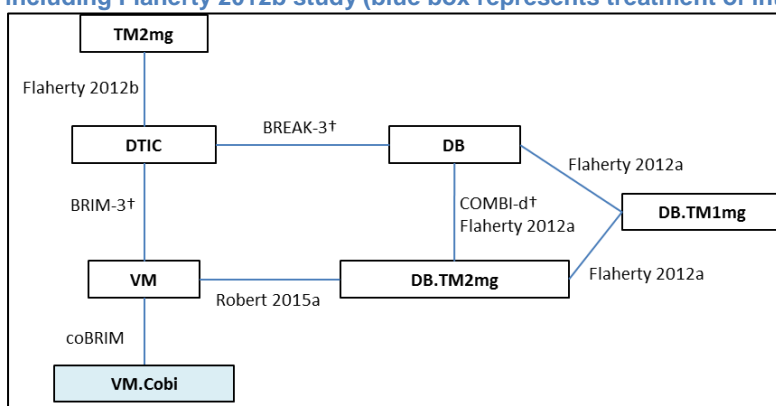 including Flaherty 2012b study (blue box represents treatment of
TM2mg
Flaherty 2012b
DTIC
BREAK-3†
DB
Flaherty 2012a
BRIM-3†
COMBI-d†
Flaherty 2012a
DB.TM1mg
VM
Robert 2015a
DB.TM2mg
Flaherty 2012a
coBRIM
VM.Cobi